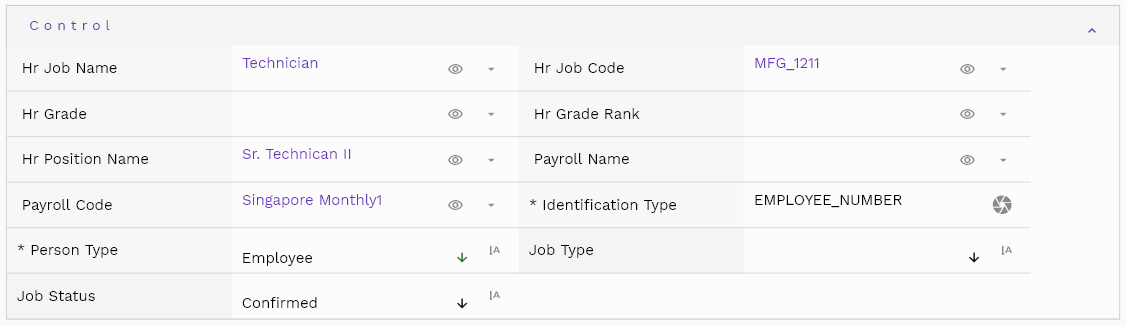 Control
Hr Job Name Technician Hr Job Code MFG_1211
Hr Grade Hr Grade Rank
Hr Position Name Sr. Technican II Payroll Name
Payroll Code Singapore Monthly1 * Identification Type EMPLOYEE_NUMBER
* Person Type Employee |A Job Type |A
Job Status Confirmed |A